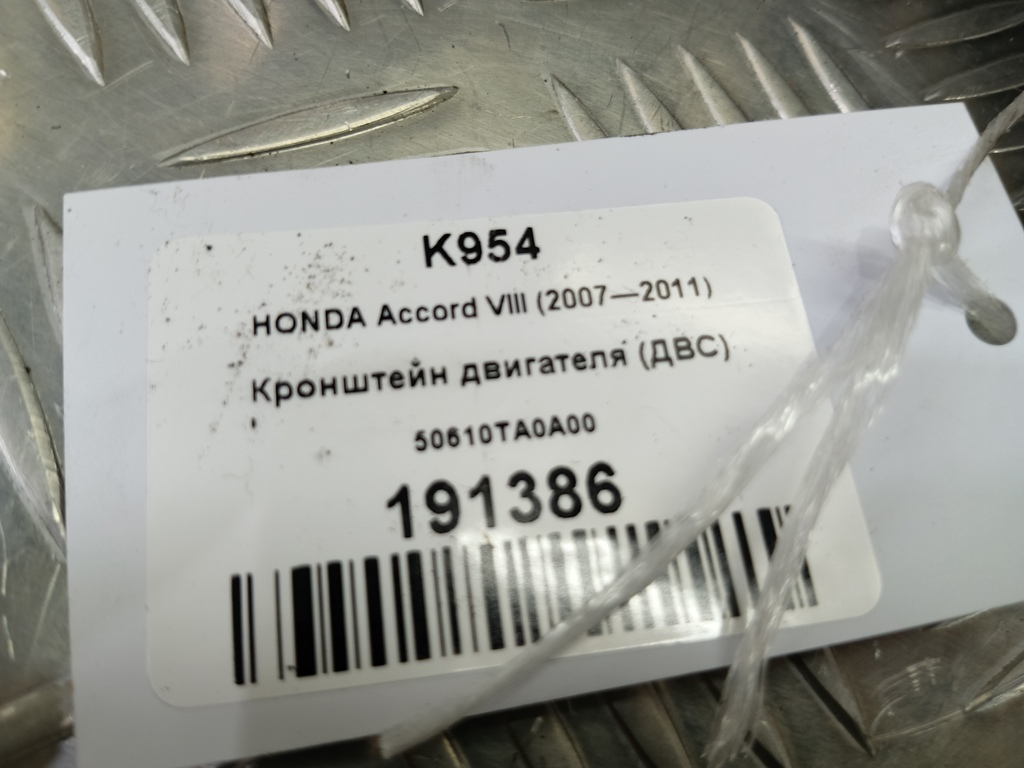 K954
HONDA Accord VIII (2007—2011)
Кронштейн двигателя (ДВС)
50610TA0A00
191386